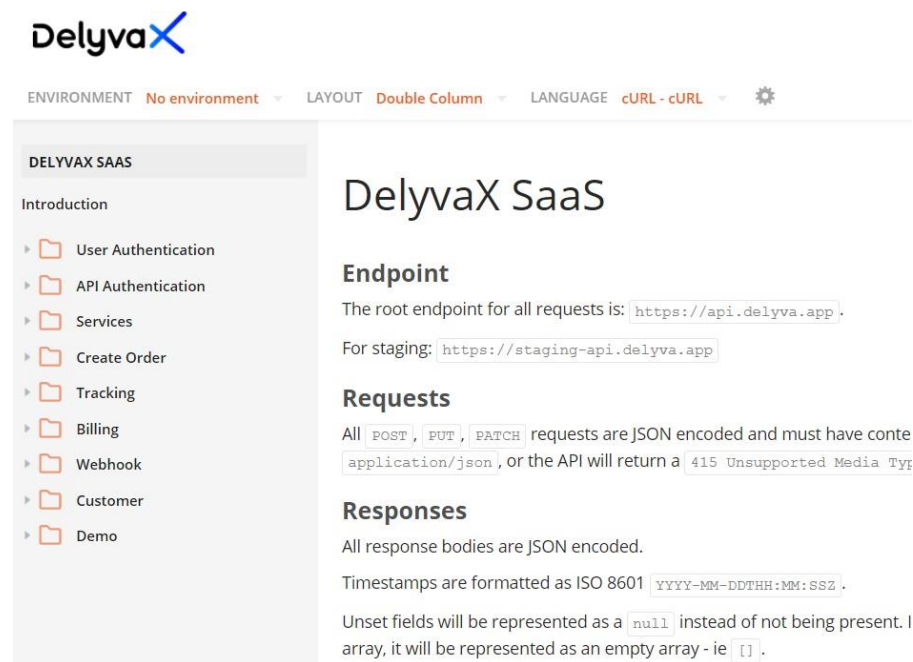 DelyvaX
ENVIRONMENT No environment LAYOUT Double Column LANGUAGE cURL - cURL
DELYVAX SAAS
Introduction
User Authentication
API Authentication
Services
Create Order
Tracking
Billing
Webhook
Customer
Demo
DelyvaX SaaS
Endpoint
The root endpoint for all requests is: https://api.delyva.app.
For staging: https://staging-api.delyva.app
Requests
All POST, PUT, PATCH requests are JSON encoded and must have conte
application/json, or the API will return a 415 Unsupported Media Typ
Responses
All response bodies are JSON encoded.
Timestamps are formatted as ISO 8601 YYYY-MM-DDTHH:MM:SSZ.
Unset fields will be represented as a null instead of not being present. I
array, it will be represented as an empty array - ie [].